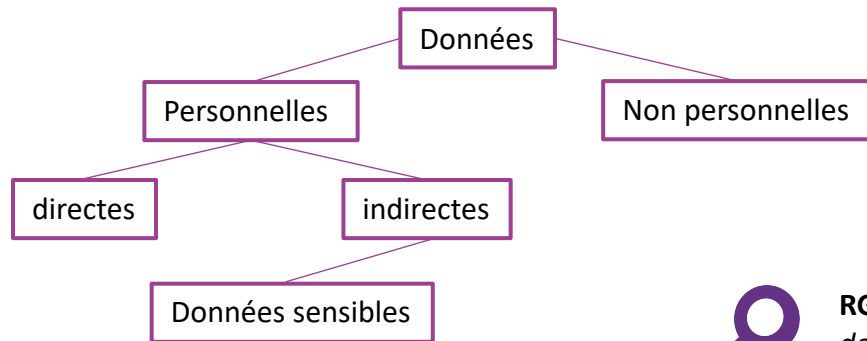 Données
Personnelles
Non personnelles
directes
indirectes
Données sensibles